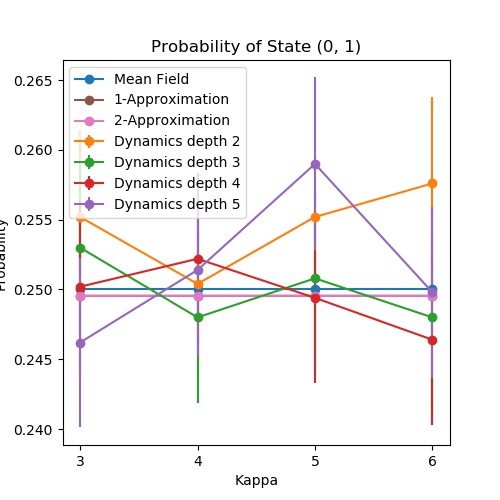 Probability of State (0, 1)
0.265
0.260
0.255
0.250
0.245
0.240
Probability
Mean Field
1-Approximation
2-Approximation
Dynamics depth 2
Dynamics depth 3
Dynamics depth 4
Dynamics depth 5
3 4 5 6
Kappa